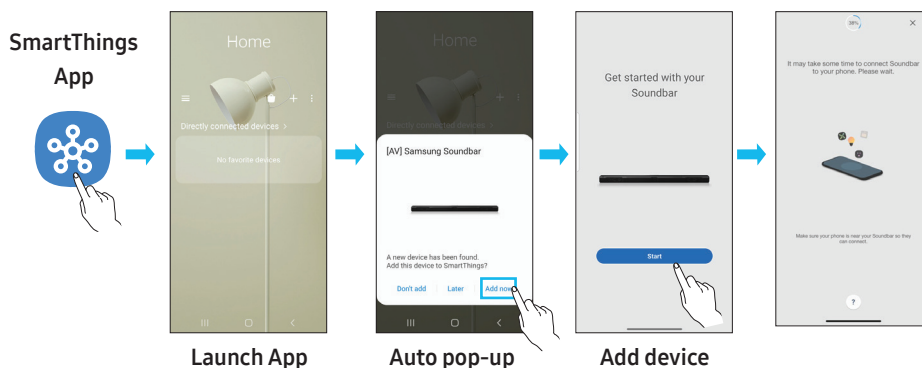 SmartThings
App
Home
Directly connected devices >
No favorite devices
Launch App
Home
Directly connected devices >
[AV] Samsung Soundbar
A new device has been found.
Add this device to SmartThings?
Don't add Later Add now
Auto pop-up
Get started with your
Soundbar
Start
Add device
38%
It may take some time to connect Soundbar
to your phone. Please wait.
Make sure your phone is near your Soundbar so they
can connect.
?